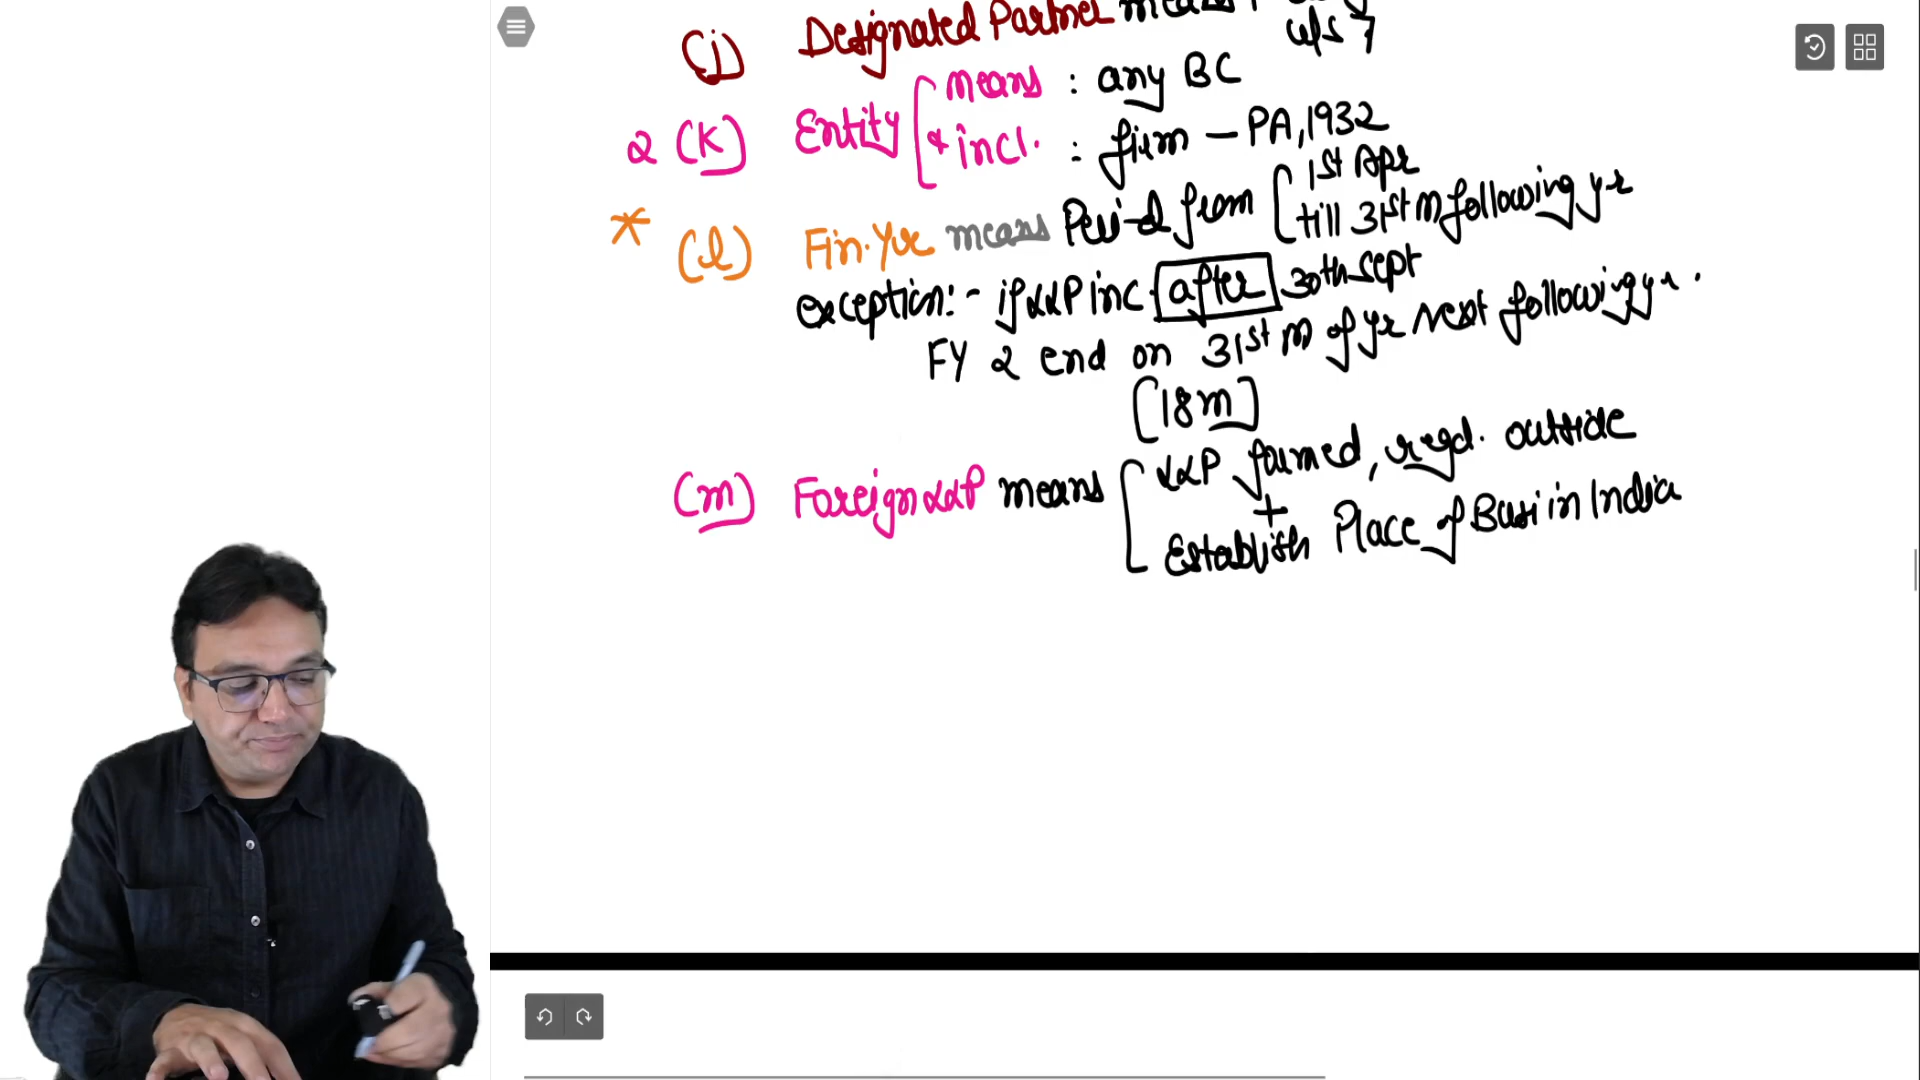 (j) Designated Partner means
u/s 7
2 (k) Entity means : any BC
& incl. : firm – PA, 1932
* (l) Fin. Yr means Period from 1st Apr
till 31st M following yr
exception:- if LLP inc. after 30th Sept
FY 2 end on 31st M of yr next following yr.
[18m]
(m) Foreign LLP means LLP formed, regd. outside
+
Establish Place of Busi in India